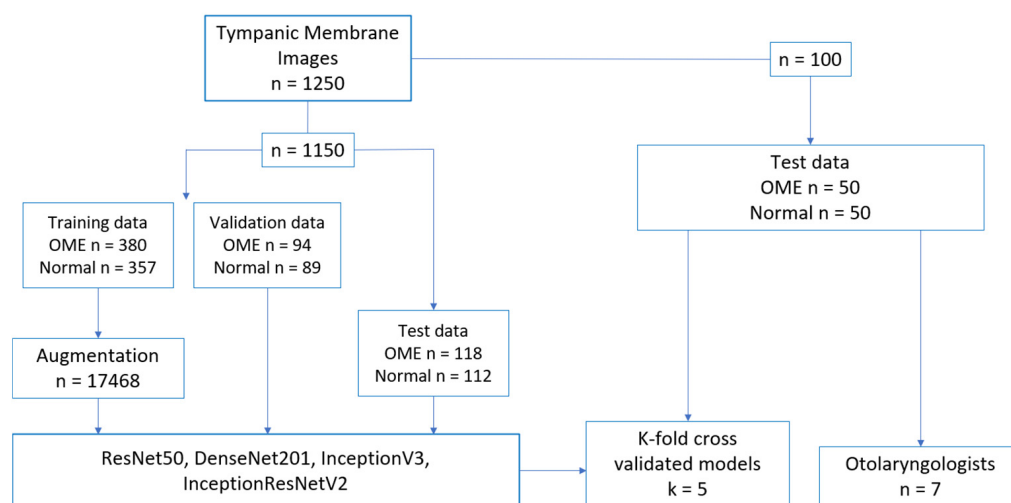 Tympanic Membrane
Images
n = 1250
n = 100
n = 1150
Test data
OME n = 50
Normal n = 50
Training data
OME n = 380
Normal n = 357
Validation data
OME n = 94
Normal n = 89
Test data
OME n = 118
Normal n = 112
Augmentation
n = 17468
ResNet50, DenseNet201, InceptionV3,
InceptionResNetV2
K-fold cross
validated models
k = 5
Otolaryngologists
n = 7